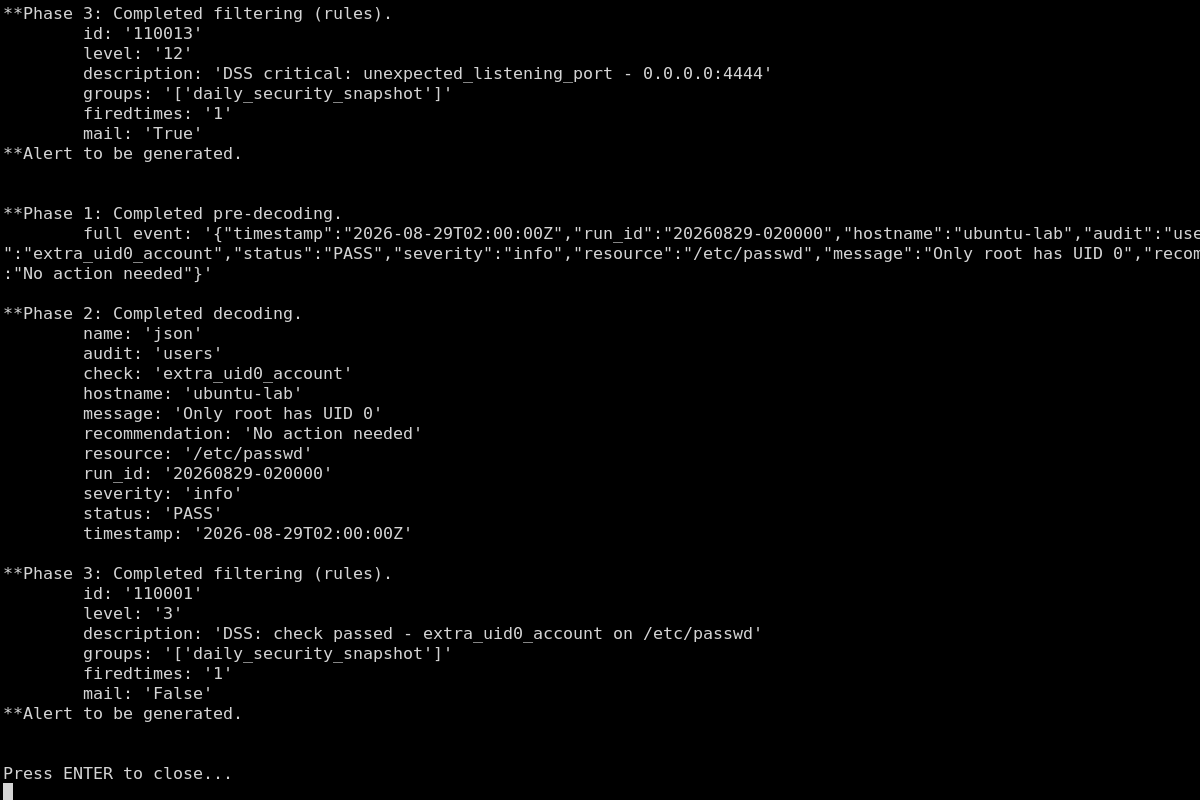 **Phase 3: Completed filtering (rules).
        id: '110013'
        level: '12'
        description: 'DSS critical: unexpected_listening_port - 0.0.0.0:4444'
        groups: '['daily_security_snapshot']'
        firedtimes: '1'
        mail: 'True'
**Alert to be generated.

**Phase 1: Completed pre-decoding.
        full event: '{"timestamp":"2026-08-29T02:00:00Z","run_id":"20260829-020000","hostname":"ubuntu-lab","audit":"use
":"extra_uid0_account","status":"PASS","severity":"info","resource":"/etc/passwd","message":"Only root has UID 0","recom
:"No action needed"}'

**Phase 2: Completed decoding.
        name: 'json'
        audit: 'users'
        check: 'extra_uid0_account'
        hostname: 'ubuntu-lab'
        message: 'Only root has UID 0'
        recommendation: 'No action needed'
        resource: '/etc/passwd'
        run_id: '20260829-020000'
        severity: 'info'
        status: 'PASS'
        timestamp: '2026-08-29T02:00:00Z'

**Phase 3: Completed filtering (rules).
        id: '110001'
        level: '3'
        description: 'DSS: check passed - extra_uid0_account on /etc/passwd'
        groups: '['daily_security_snapshot']'
        firedtimes: '1'
        mail: 'False'
**Alert to be generated.

Press ENTER to close...